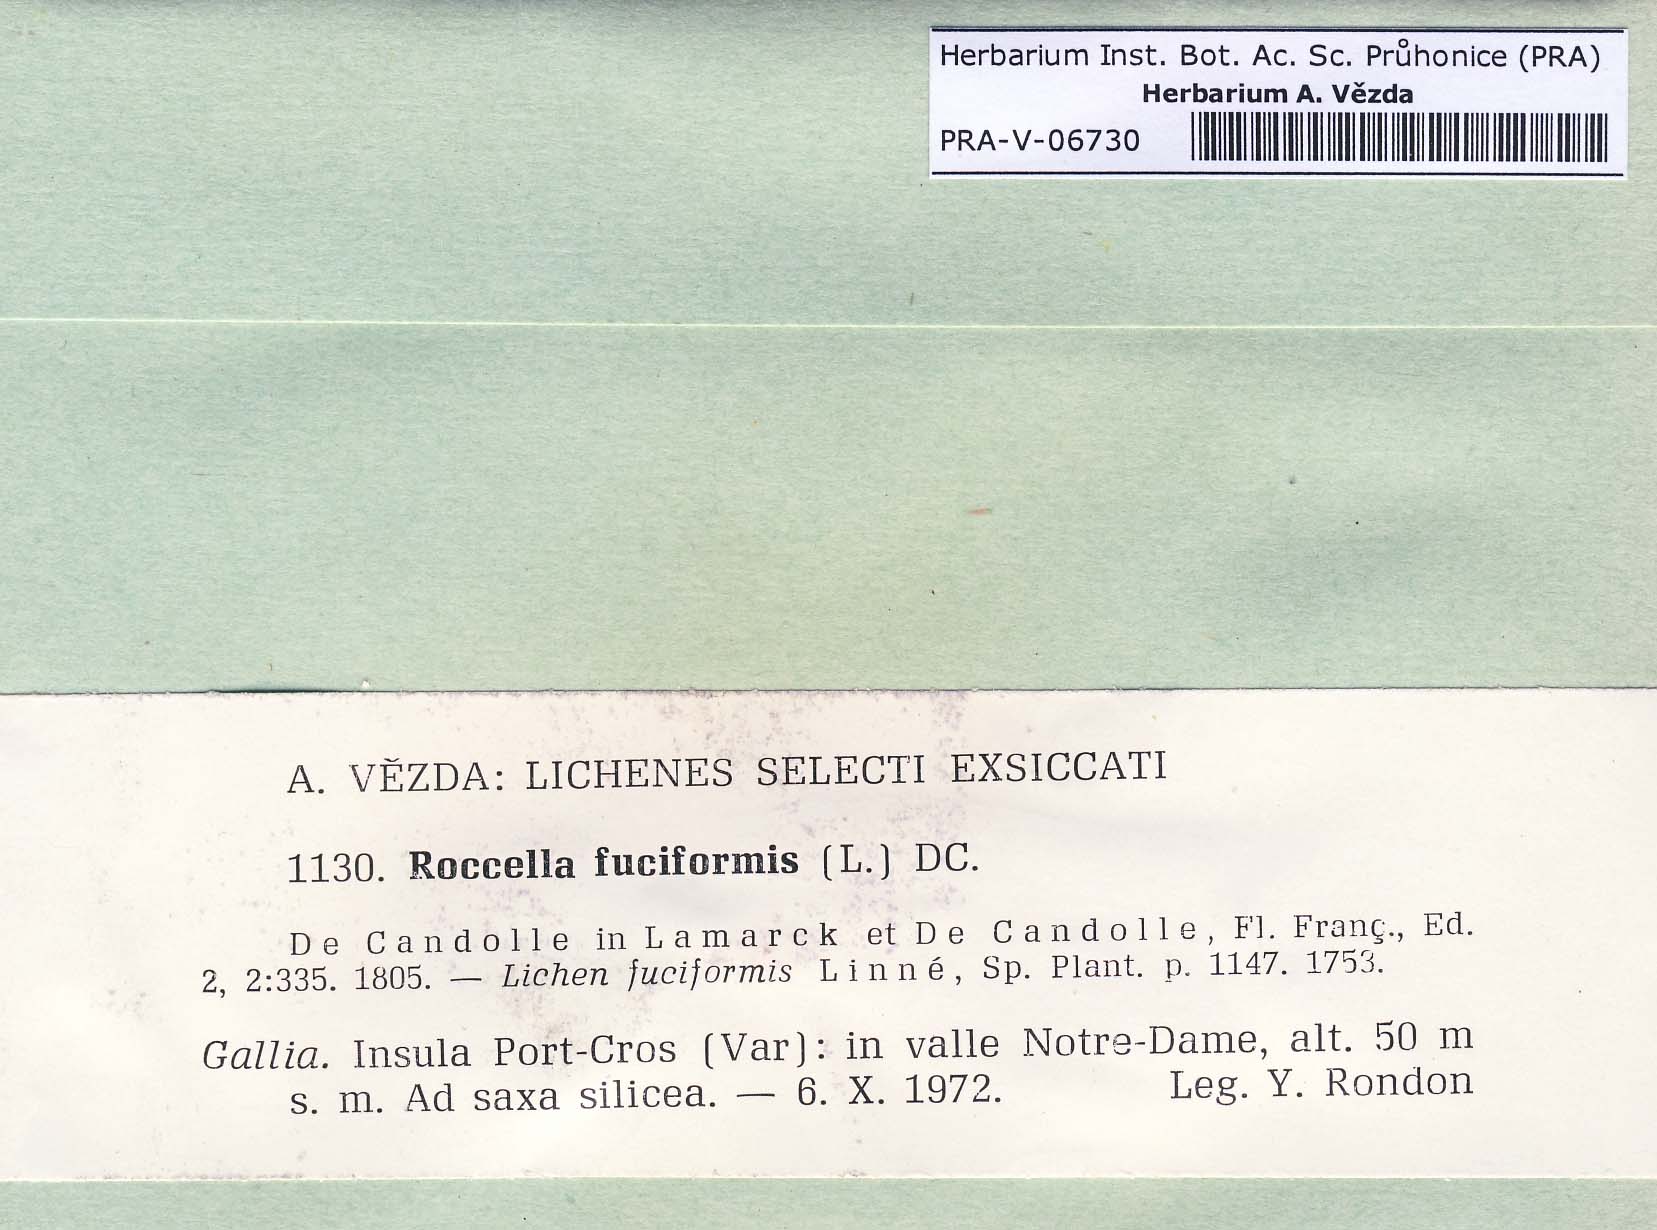 Herbarium Inst. Bot. Ac. Sc. Průhonice (PRA)
Herbarium A. Vězda
PRA-V-06730
A. VĚZDA: LICHENES SELECTI EXSICCATI
1130. Roccella fuciformis (L.) DC.
De Candolle in Lamarck et De Candolle, Fl. Franç., Ed.
2, 2:335. 1805. — Lichen fuciformis Linné, Sp. Plant. p. 1147. 1753.
Gallia. Insula Port-Cros (Var): in valle Notre-Dame, alt. 50 m
s. m. Ad saxa silicea. — 6. X. 1972. Leg. Y. Rondon